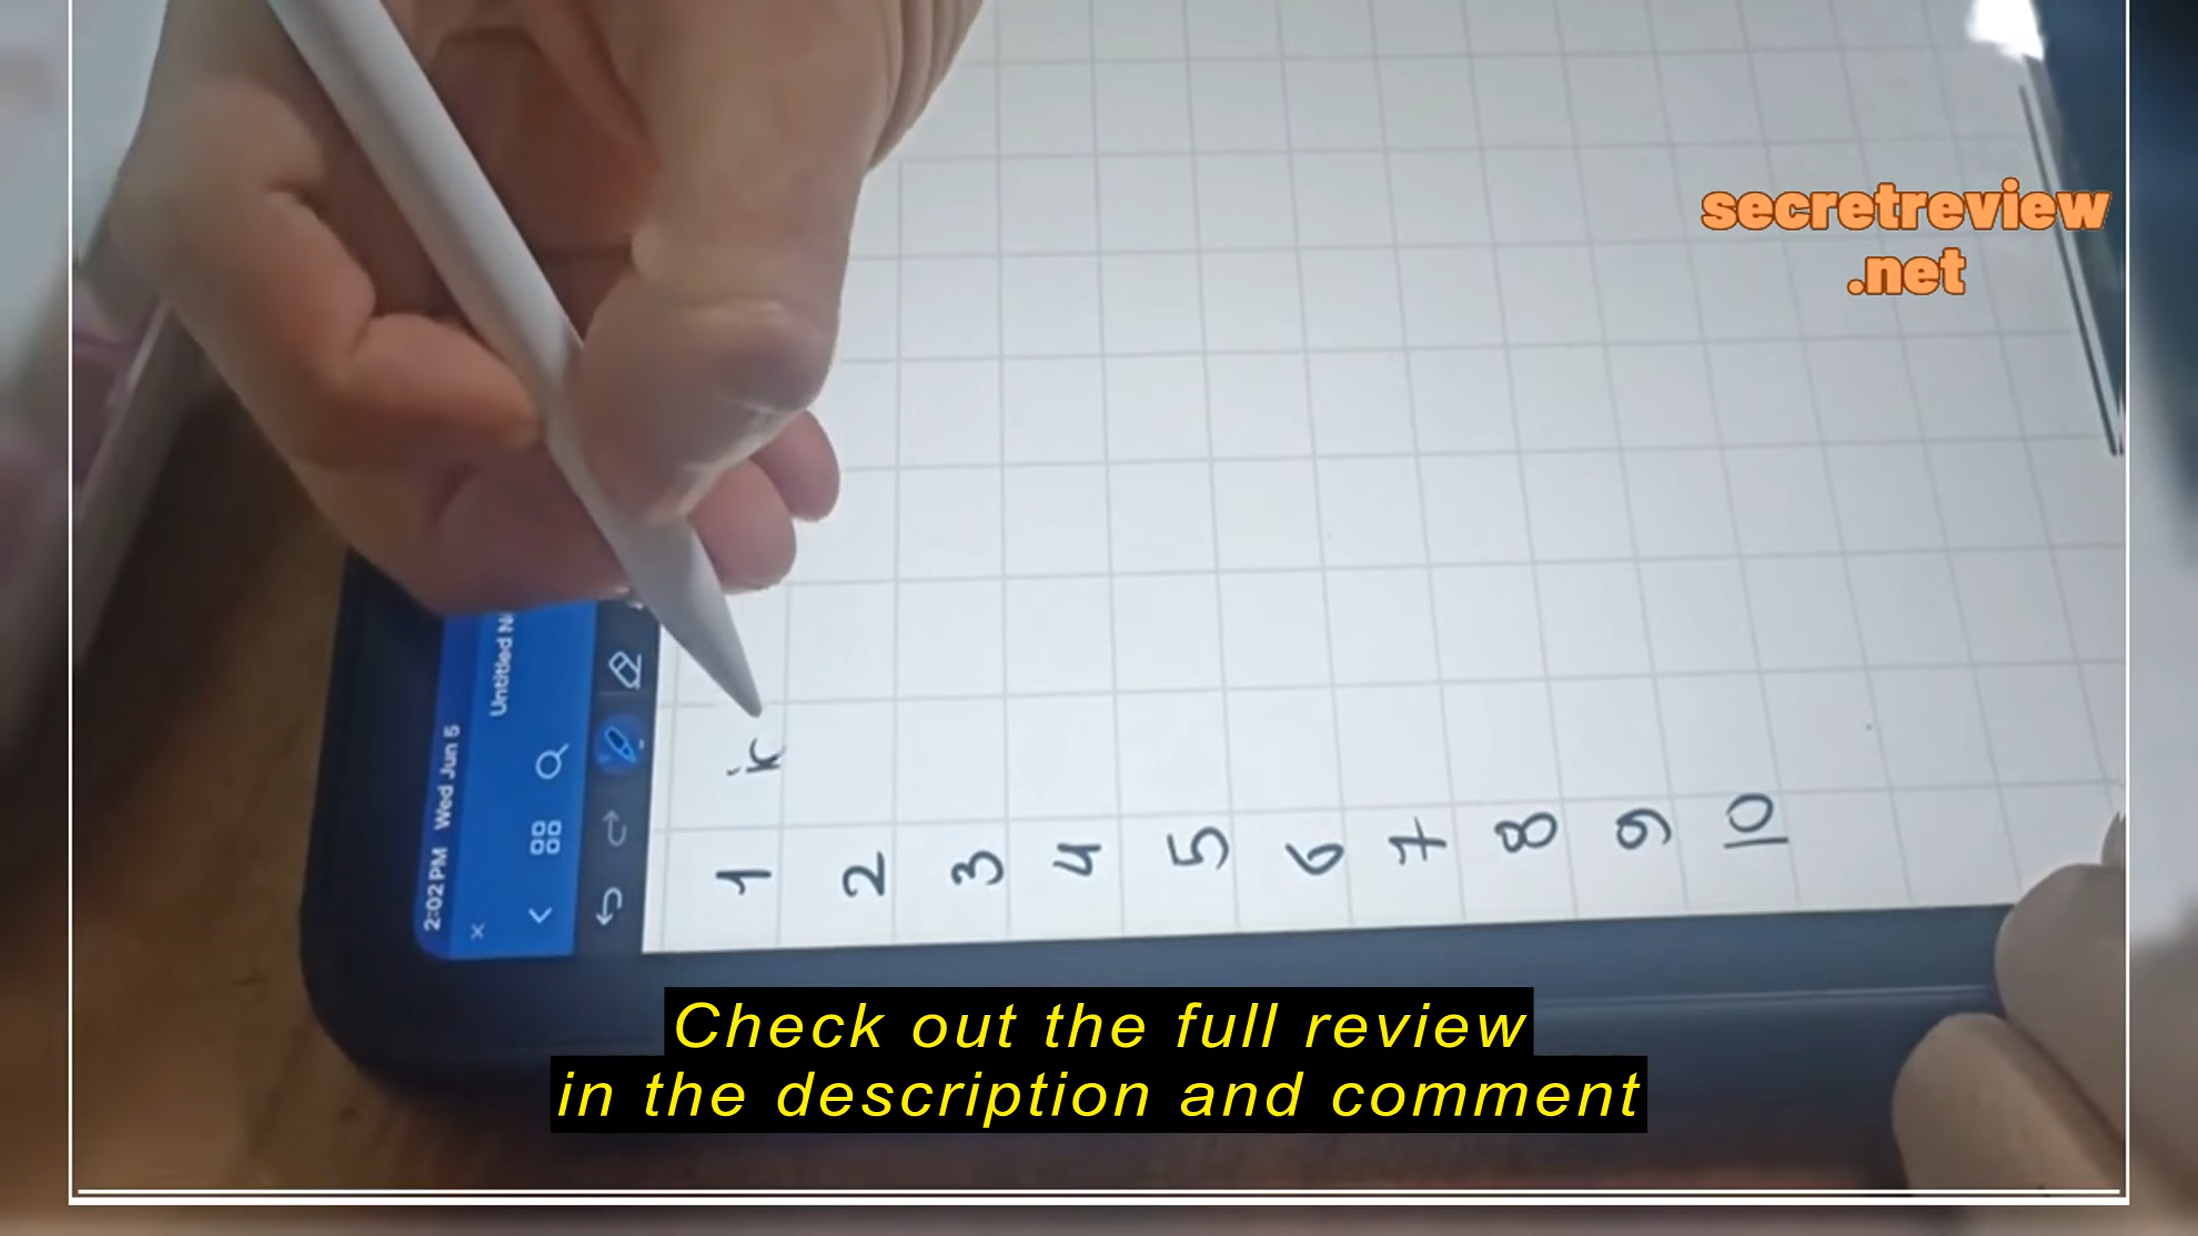 secretreview
.net
2:02 PM Wed Jun 5
Untitled
1
2
3
4
5
6
7
8
9
10
Check out the full review
in the description and comment